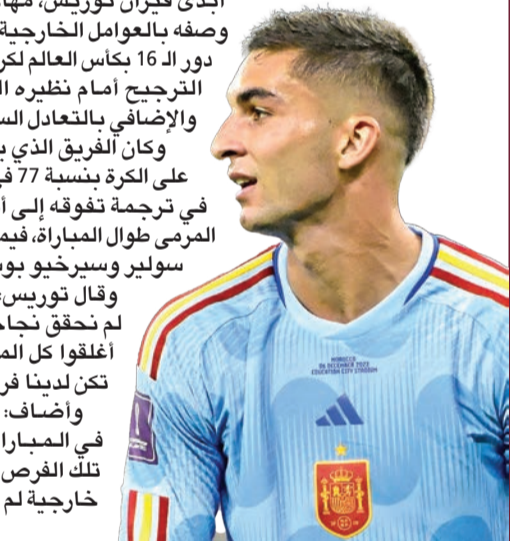 أبدى فيران توريس، مها
وصفه بالعوامل الخارجية
دور الـ 16 بكأس العالم لكر
الترجيح أمام نظيره ال
والإضافي بالتعادل الس
وكان الفريق الذي ب
على الكرة بنسبة 77 في
في ترجمة تفوقه إلى أ
المرمى طوال المباراة، فيم
سولير وسيرخيو بوس
وقال توريس:
لم نحقق نجاح
أغلقوا كل الم
تكن لدينا فر
وأضاف:
في المبارا
تلك الفرص
خارجية لم
MOROCCO
06 DECEMBER 2022
EDUCATION CITY STADIUM